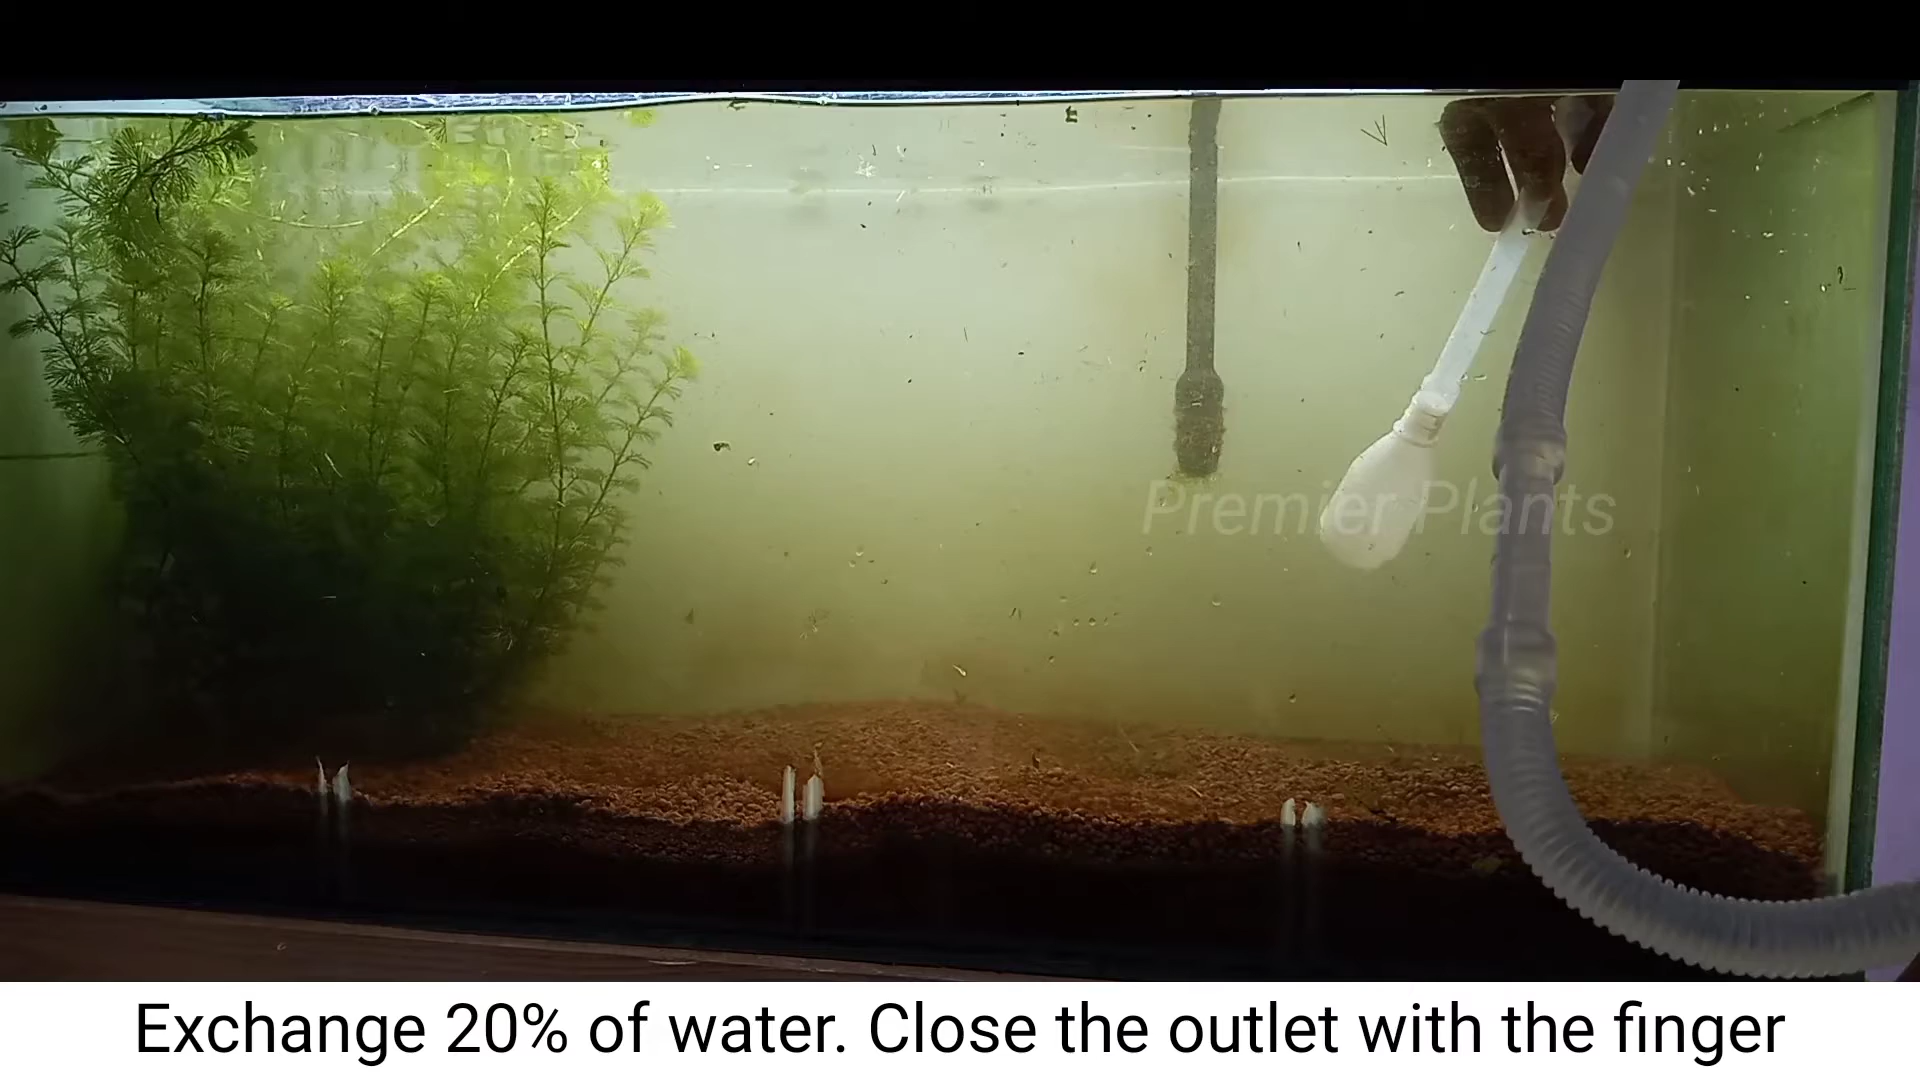 Premier Plants
Exchange 20% of water. Close the outlet with the finger